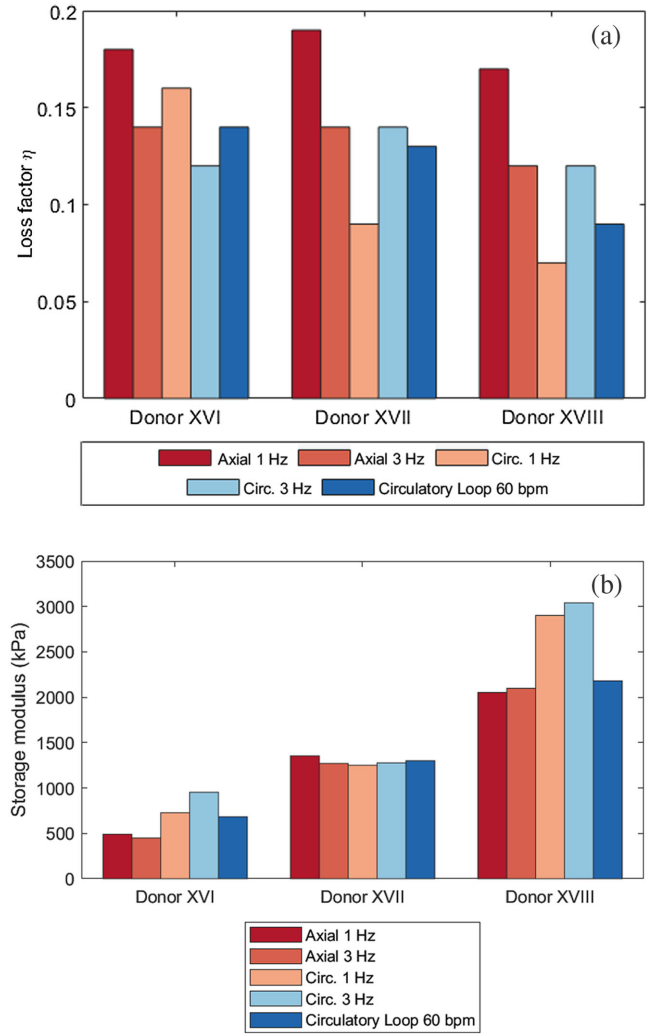 (a)
Loss factor η
0.2
0.15
0.1
0.05
0
Donor XVI Donor XVII Donor XVIII
Axial 1 Hz Axial 3 Hz Circ. 1 Hz
Circ. 3 Hz Circulatory Loop 60 bpm
(b)
Storage modulus (kPa)
3500
3000
2500
2000
1500
1000
500
0
Donor XVI Donor XVII Donor XVIII
Axial 1 Hz
Axial 3 Hz
Circ. 1 Hz
Circ. 3 Hz
Circulatory Loop 60 bpm